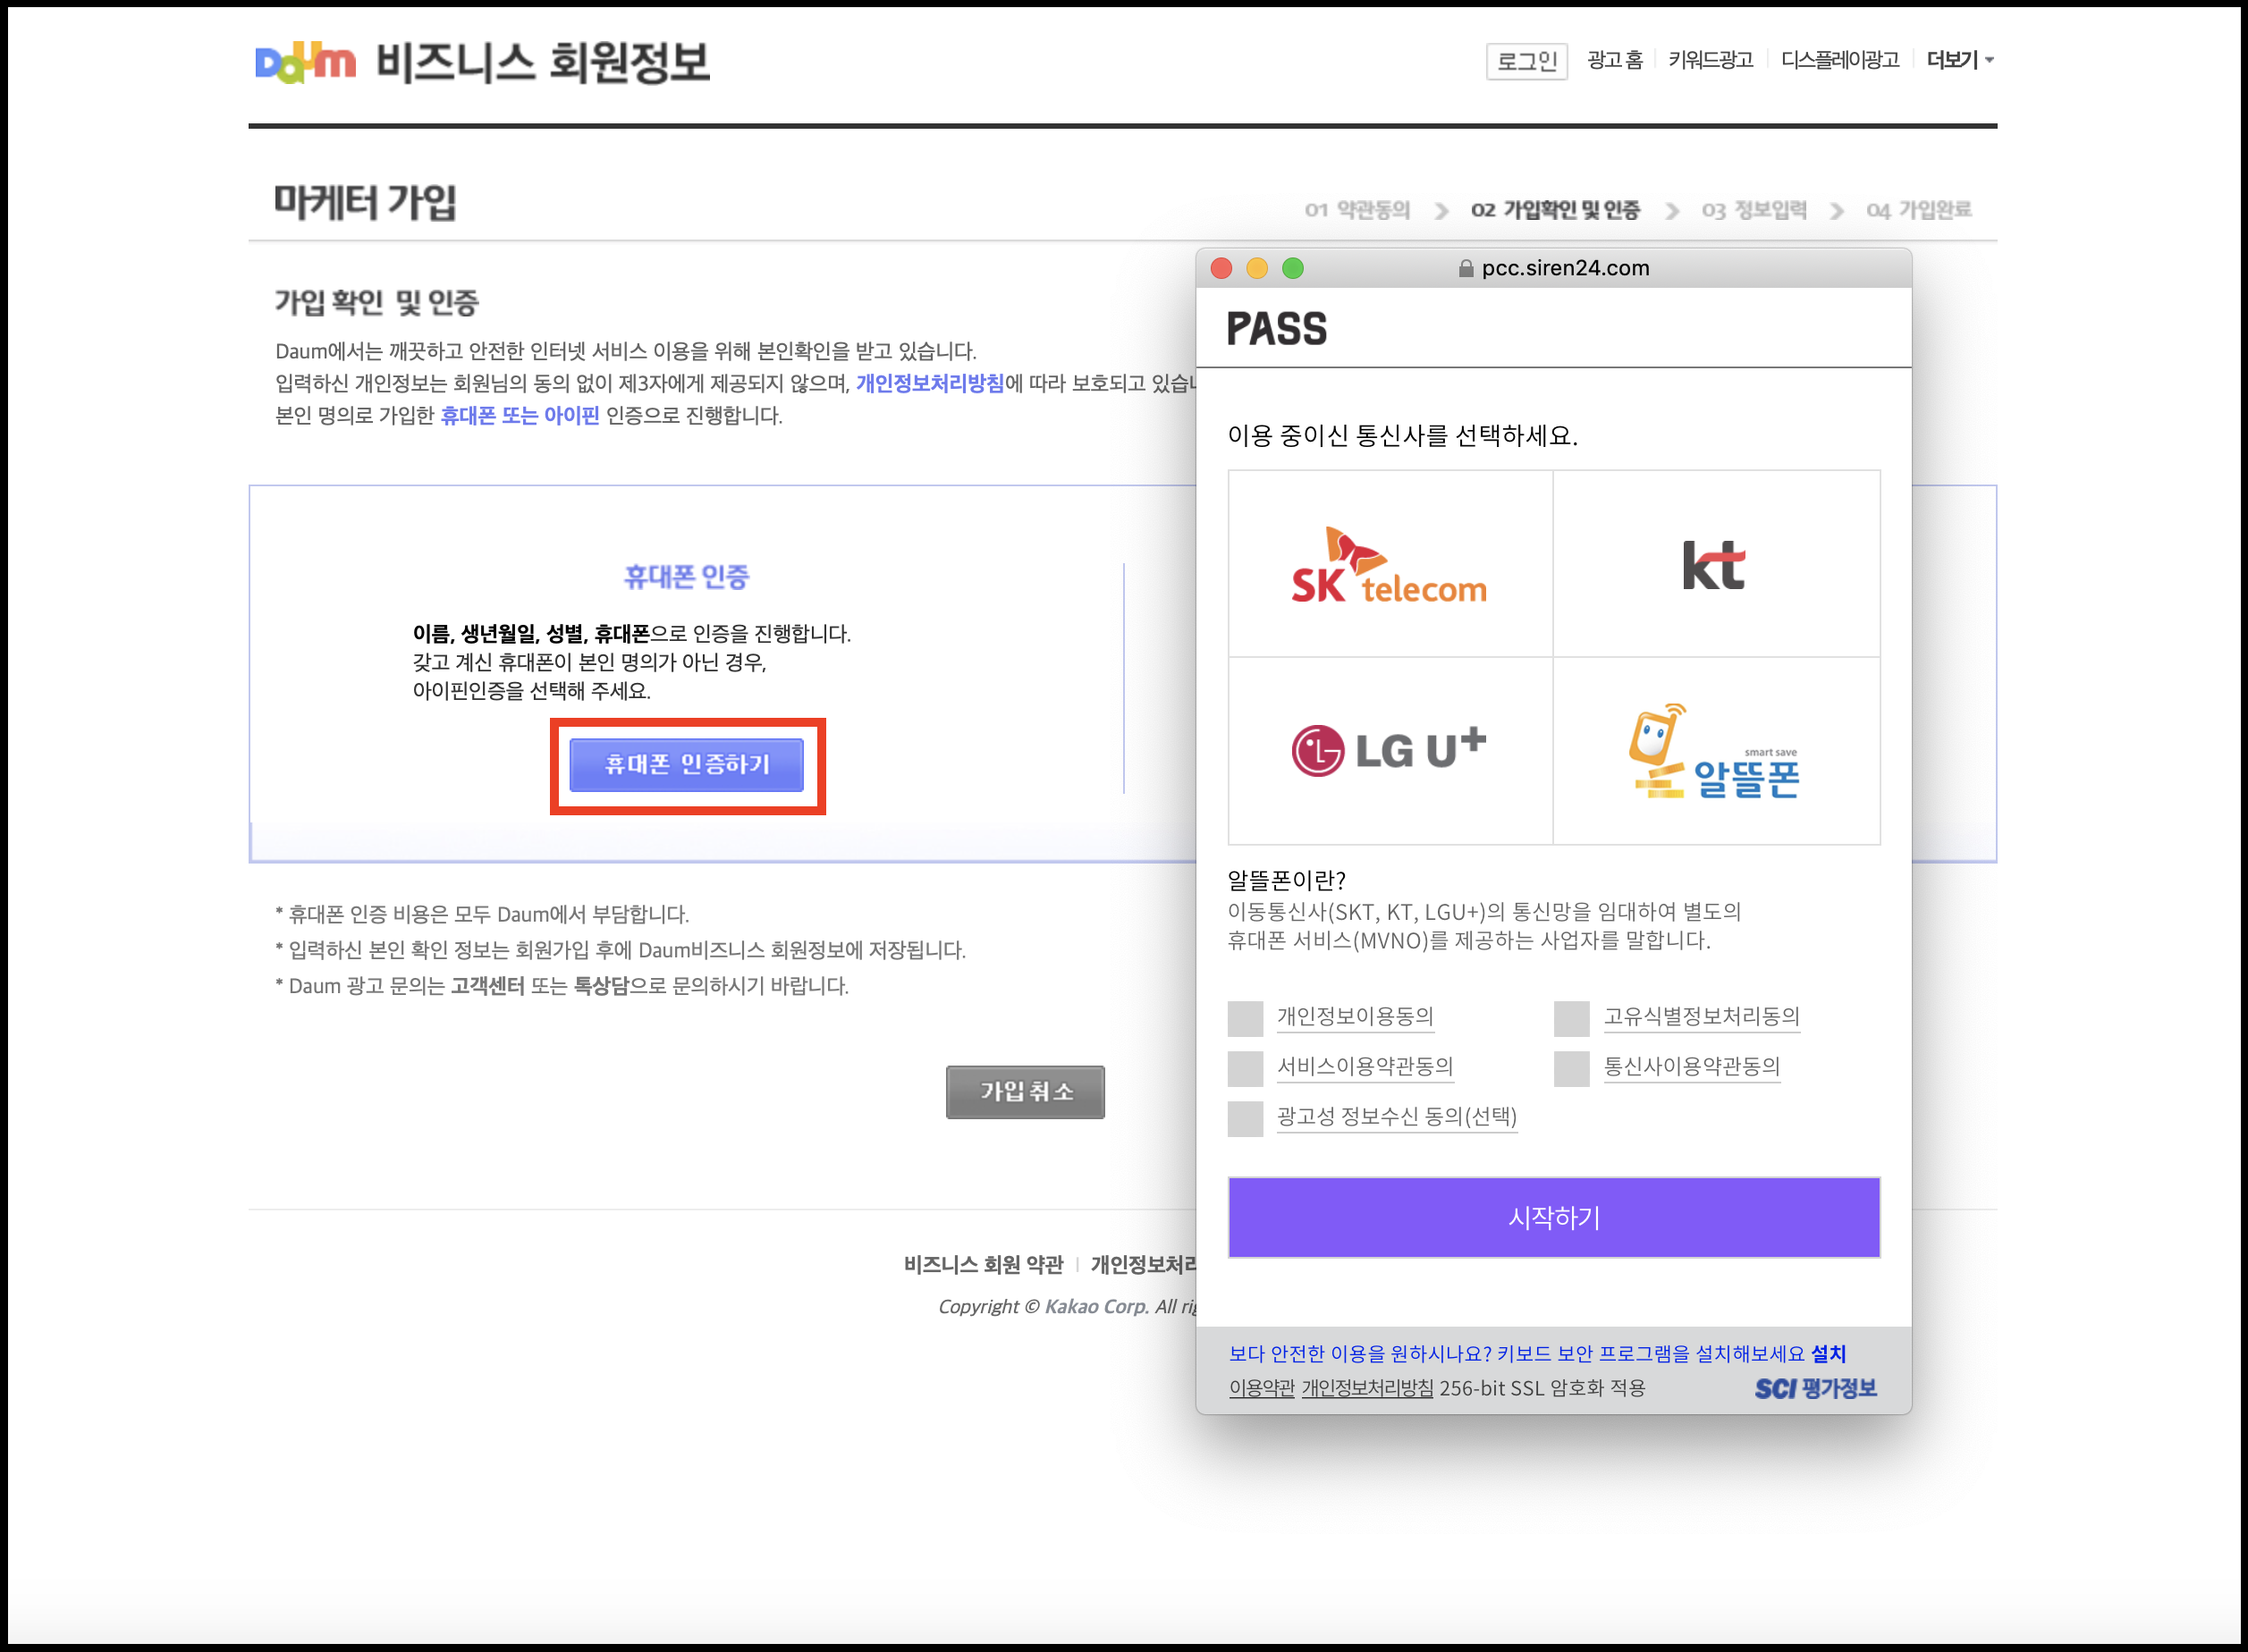 Daum 비즈니스 회원정보
로그인 광고 홈 키워드광고 디스플레이광고 더보기
마케터 가입
01 약관동의 02 가입확인 및 인증 03 정보입력 04 가입완료
가입 확인 및 인증
Daum에서는 깨끗하고 안전한 인터넷 서비스 이용을 위해 본인확인을 받고 있습니다.
입력하신 개인정보는 회원님의 동의 없이 제3자에게 제공되지 않으며, 개인정보처리방침에 따라 보호되고 있습니
본인 명의로 가입한 휴대폰 또는 아이핀 인증으로 진행합니다.
휴대폰 인증
이름, 생년월일, 성별, 휴대폰으로 인증을 진행합니다.
갖고 계신 휴대폰이 본인 명의가 아닌 경우,
아이핀인증을 선택해 주세요.
휴대폰 인증하기
* 휴대폰 인증 비용은 모두 Daum에서 부담합니다.
* 입력하신 본인 확인 정보는 회원가입 후에 Daum비즈니스 회원정보에 저장됩니다.
* Daum 광고 문의는 고객센터 또는 톡상담으로 문의하시기 바랍니다.
가입취소
비즈니스 회원 약관 개인정보처리
Copyright © Kakao Corp. All rig
pcc.siren24.com
PASS
이용 중이신 통신사를 선택하세요.
SK telecom
kt
LG U+
smart save
알뜰폰
알뜰폰이란?
이동통신사(SKT, KT, LGU+)의 통신망을 임대하여 별도의
휴대폰 서비스(MVNO)를 제공하는 사업자를 말합니다.
개인정보이용동의 고유식별정보처리동의
서비스이용약관동의 통신사이용약관동의
광고성 정보수신 동의(선택)
시작하기
보다 안전한 이용을 원하시나요? 키보드 보안 프로그램을 설치해보세요 설치
이용약관 개인정보처리방침 256-bit SSL 암호화 적용 SCI 평가정보